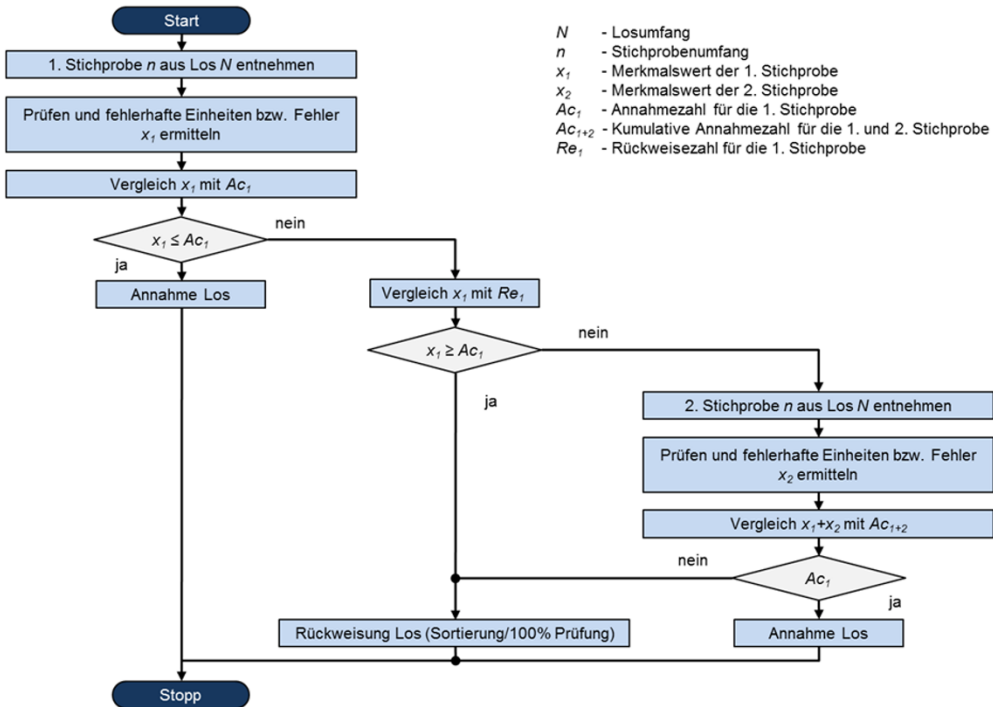 Start
1. Stichprobe n aus Los N entnehmen
Prüfen und fehlerhafte Einheiten bzw. Fehler
x₁ ermitteln
Vergleich x₁ mit Ac₁
x₁ ≤ Ac₁
nein
ja
Annahme Los
N - Losumfang
n - Stichprobenumfang
x₁ - Merkmalswert der 1. Stichprobe
x₂ - Merkmalswert der 2. Stichprobe
Ac₁ - Annahmezahl für die 1. Stichprobe
Ac₁₊₂ - Kumulative Annahmezahl für die 1. und 2. Stichprobe
Re₁ - Rückweisezahl für die 1. Stichprobe
Vergleich x₁ mit Re₁
x₁ ≥ Ac₁
nein
ja
2. Stichprobe n aus Los N entnehmen
Prüfen und fehlerhafte Einheiten bzw. Fehler
x₂ ermitteln
Vergleich x₁+x₂ mit Ac₁₊₂
Ac₁
nein
ja
Rückweisung Los (Sortierung/100% Prüfung)
Annahme Los
Stopp